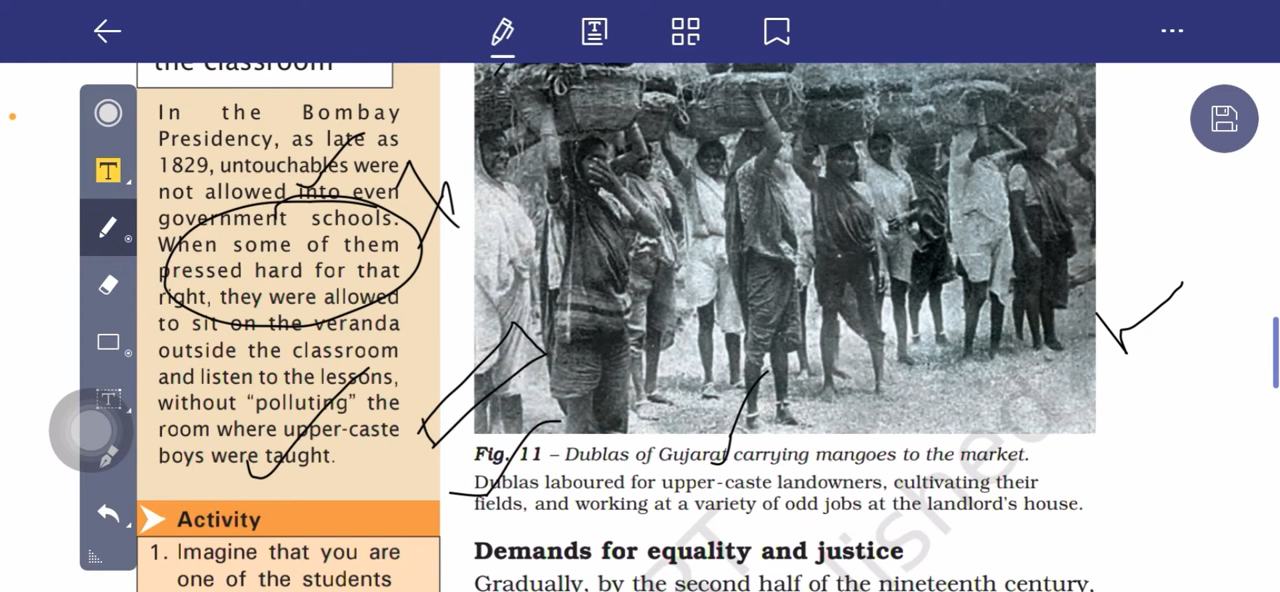 the classroom
In the Bombay
Presidency, as late as
1829, untouchables were
not allowed into even
government schools.
When some of them
pressed hard for that
right, they were allowed
to sit on the veranda
outside the classroom
and listen to the lessons,
without “polluting” the
room where upper-caste
boys were taught.
Activity
1. Imagine that you are
one of the students
Fig. 11 – Dublas of Gujarat carrying mangoes to the market.
Dublas laboured for upper-caste landowners, cultivating their
fields, and working at a variety of odd jobs at the landlord's house.
Demands for equality and justice
Gradually, by the second half of the nineteenth century,